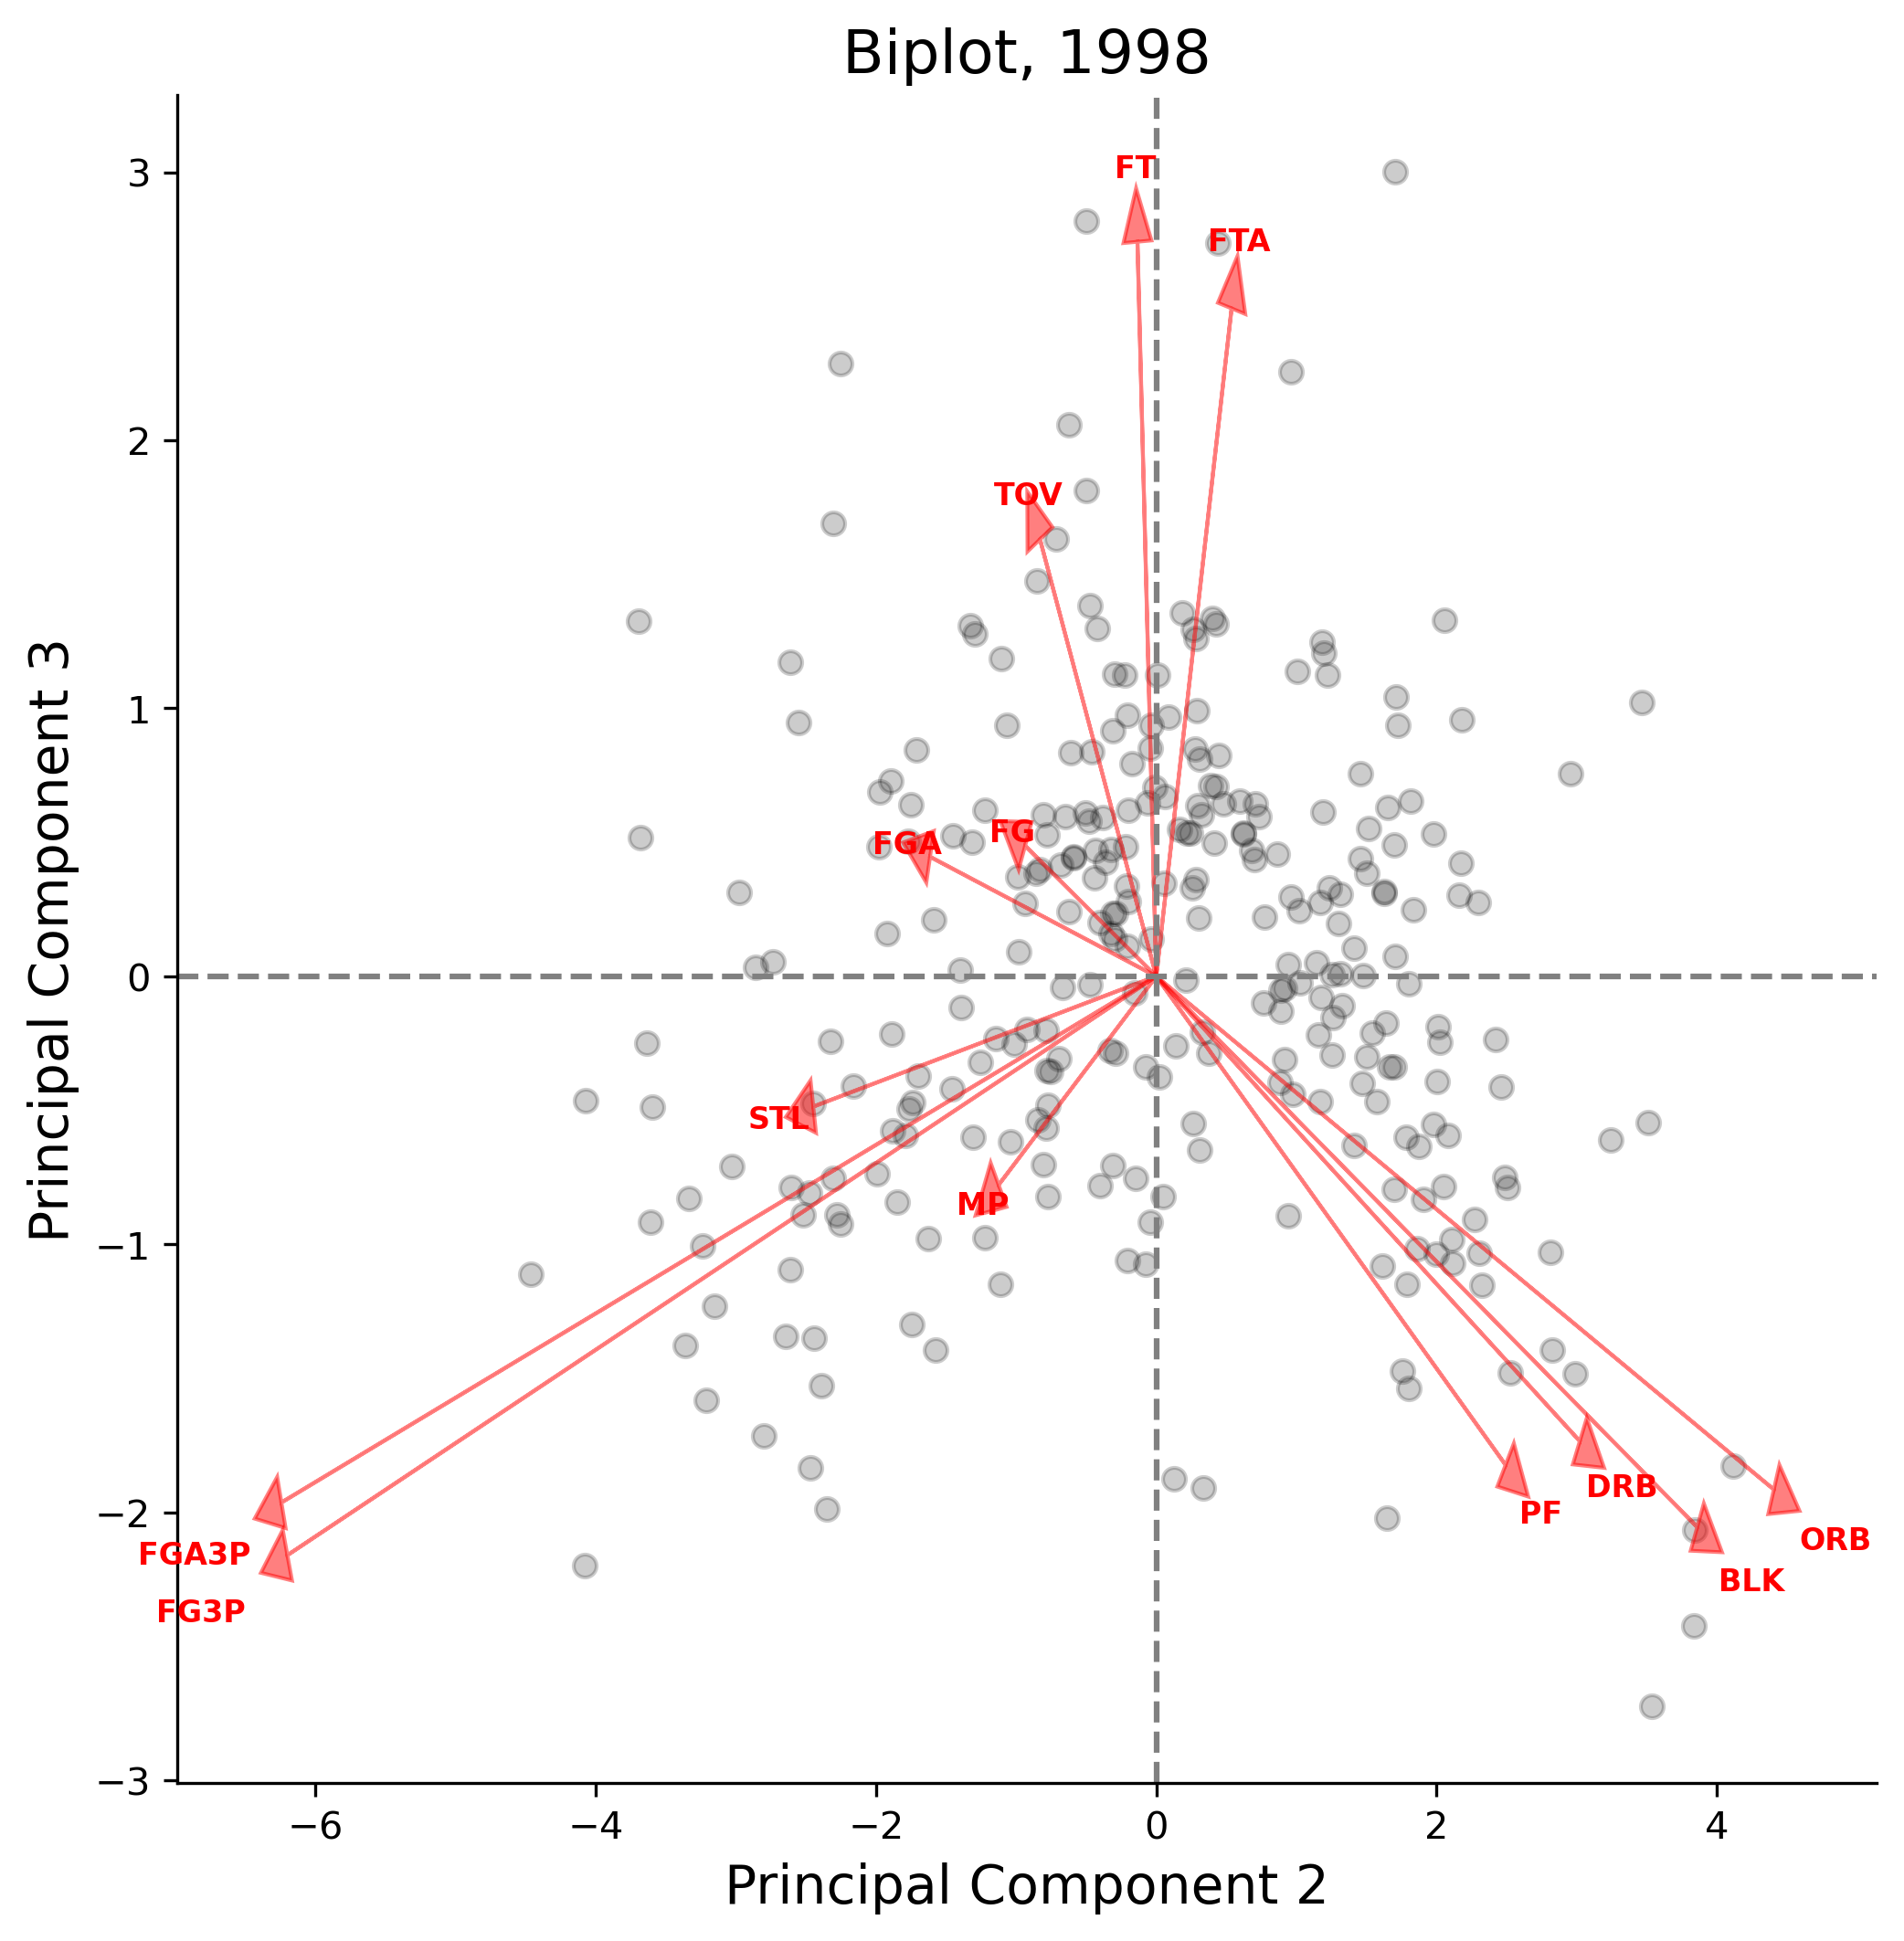 Biplot, 1998
FT
FTA
TOV
FG
FGA
STL
MP
DRB
PF
ORB
BLK
FGA3P
FG3P
Principal Component 3
3
2
1
0
−1
−2
−3
−6
−4
−2
0
2
4
Principal Component 2